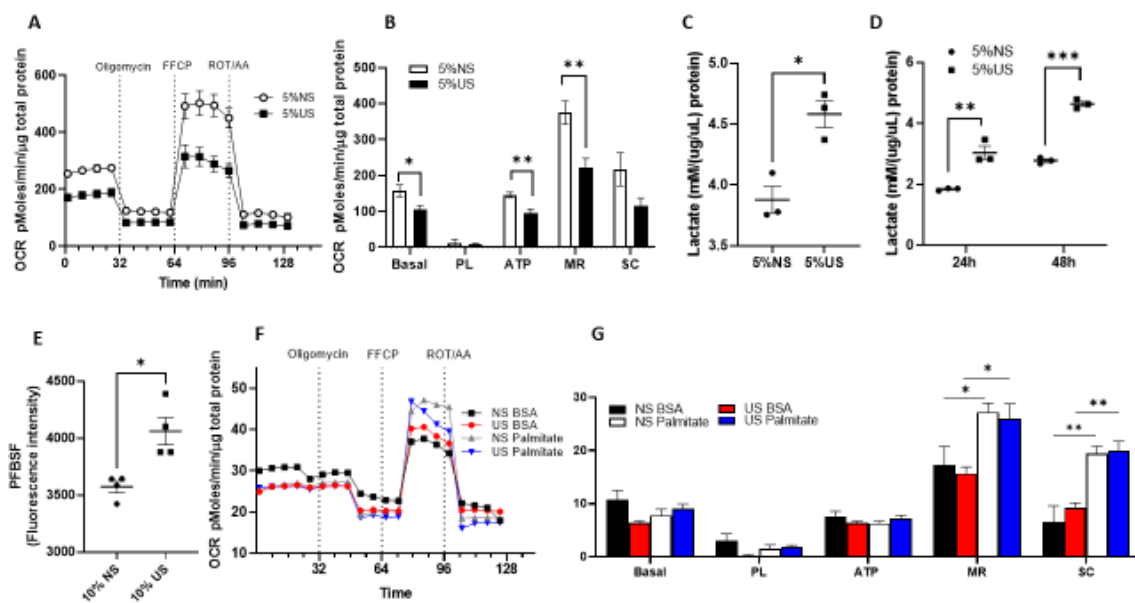 A
Oligomycin FFCP ROT/AA
OCR pMoles/min/µg total protein
600
400
200
0
5%NS
5%US
0 32 64 96 128
Time (min)
B
OCR pMoles/min/µg total protein
500
400
300
200
100
0
5%NS
5%US
* ** **
Basal PL ATP MR SC
C
Lactate (mM/(ug/uL) protein)
5.0
4.5
4.0
3.5
*
5%NS 5%US
D
Lactate (mM/(ug/uL) protein)
6
4
2
0
5%NS
5%US
** ***
24h 48h
E
PFBSF
(Fluorescence intensity)
4500
4000
3500
3000
*
10% NS 10% US
F
Oligomycin FFCP ROT/AA
OCR pMoles/min/µg total protein
50
40
30
20
10
NS BSA
US BSA
NS Palmitate
US Palmitate
32 64 96 128
Time
G
30
20
10
0
NS BSA US BSA
NS Palmitate US Palmitate
* * ** **
Basal PL ATP MR SC